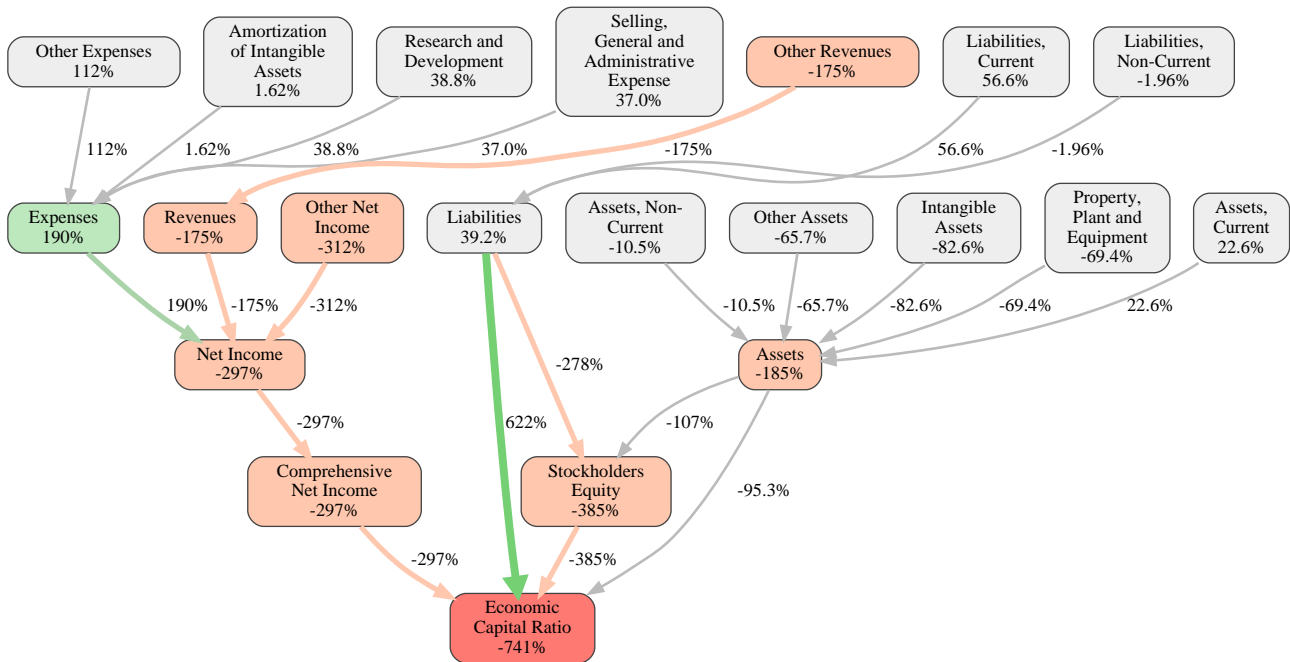 Other Expenses
112%
Amortization
of Intangible
Assets
1.62%
Research and
Development
38.8%
Selling,
General and
Administrative
Expense
37.0%
Other Revenues
-175%
Liabilities,
Current
56.6%
Liabilities,
Non-Current
-1.96%
112%
1.62%
38.8%
37.0%
-175%
56.6%
-1.96%
Expenses
190%
Revenues
-175%
Other Net
Income
-312%
Liabilities
39.2%
Assets, Non-
Current
-10.5%
Other Assets
-65.7%
Intangible
Assets
-82.6%
Property,
Plant and
Equipment
-69.4%
Assets,
Current
22.6%
190%
-175%
-312%
-10.5%
-65.7%
-82.6%
-69.4%
22.6%
Net Income
-297%
-278%
Assets
-185%
-297%
622%
-107%
Comprehensive
Net Income
-297%
Stockholders
Equity
-385%
-95.3%
-297%
-385%
Economic
Capital Ratio
-741%